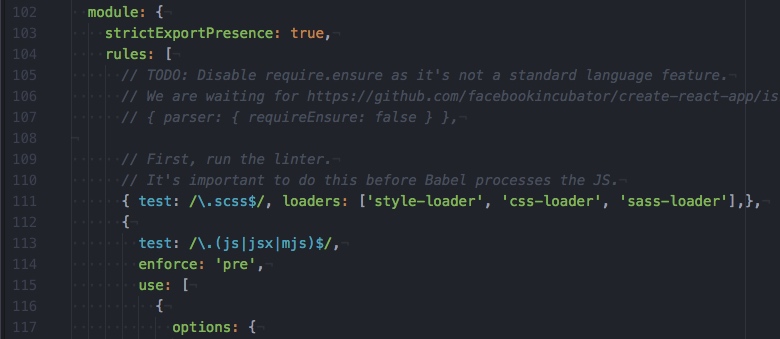 102 module: {
103 strictExportPresence: true,
104 rules: [
105 // TODO: Disable require.ensure as it's not a standard language feature.
106 // We are waiting for https://github.com/facebookincubator/create-react-app/is
107 // { parser: { requireEnsure: false } },
108
109 // First, run the linter.
110 // It's important to do this before Babel processes the JS.
111 { test: /\.scss$/, loaders: ['style-loader', 'css-loader', 'sass-loader'],},
112 {
113 test: /\.(js|jsx|mjs)$/,
114 enforce: 'pre',
115 use: [
116 {
117 options: {